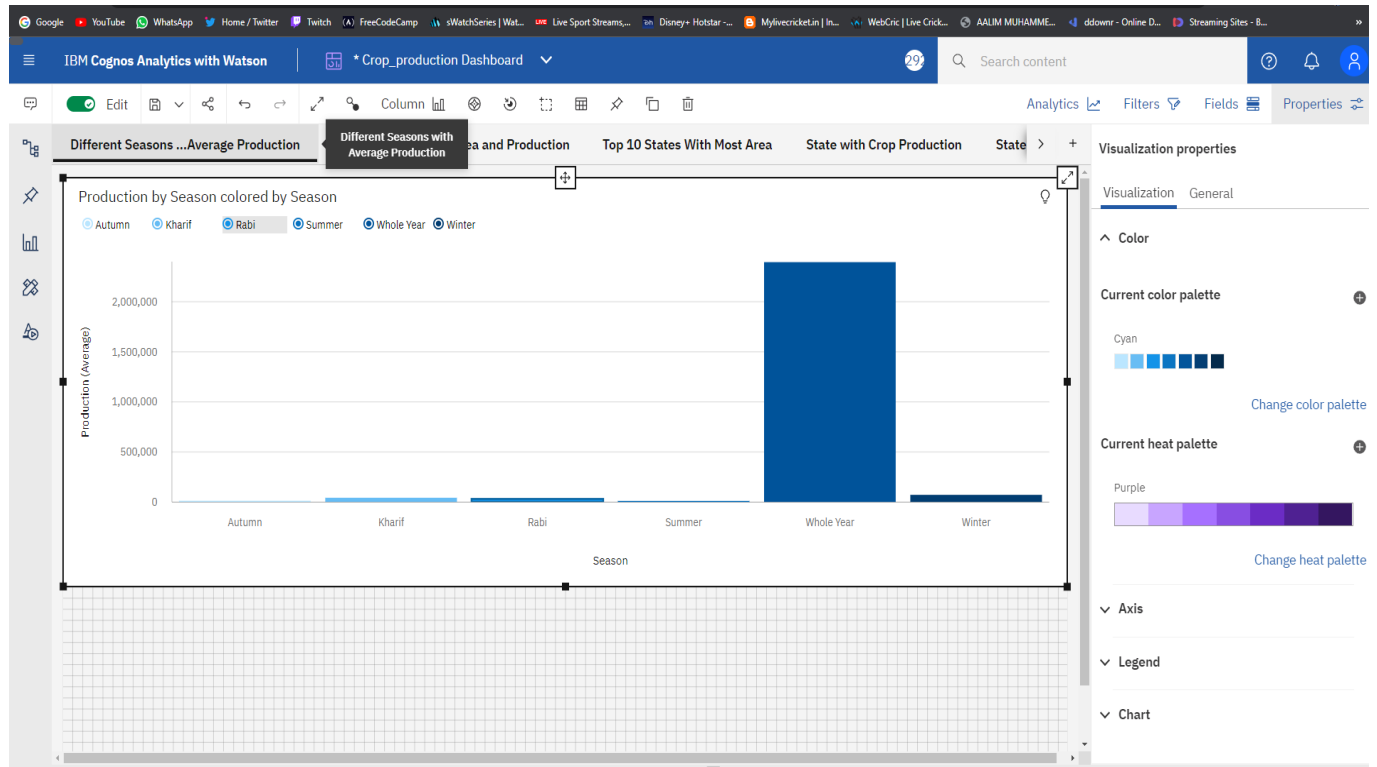 Google YouTube WhatsApp Home / Twitter Twitch FreeCodeCamp sWatchSeries | Wat... LIVE Live Sport Streams,... Disney+ Hotstar -... Mylivecricket.in | In... WebCric | Live Crick... AALIM MUHAMME... ddownr - Online D... Streaming Sites - B... »
IBM Cognos Analytics with Watson * Crop_production Dashboard Search content
Edit Column Analytics Filters Fields Properties
Different Seasons ...Average Production Different Seasons with ea and Production Top 10 States With Most Area State with Crop Production State
Average Production
Visualization properties
Production by Season colored by Season
Visualization General
Autumn Kharif Rabi Summer Whole Year Winter
Color
Current color palette
Cyan
Change color palette
Current heat palette
Purple
Change heat palette
Axis
Legend
Chart
Production (Average)
2,000,000
1,500,000
1,000,000
500,000
0
Autumn Kharif Rabi Summer Whole Year Winter
Season